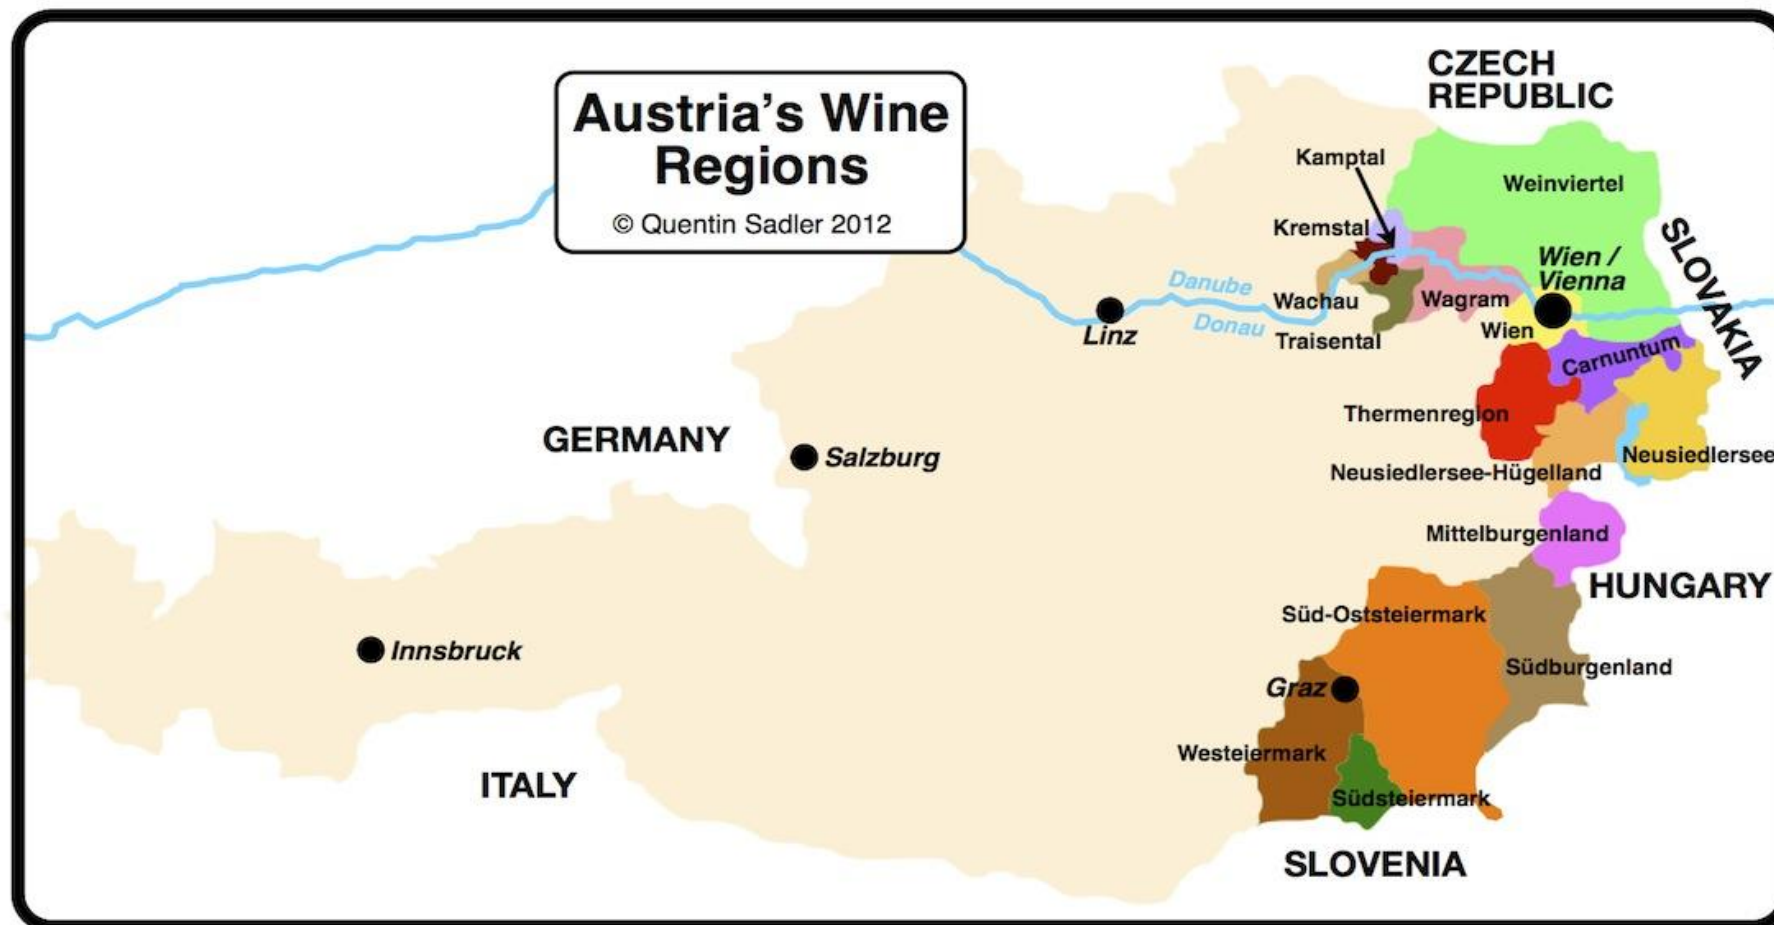 Austria's Wine
Regions
© Quentin Sadler 2012
CZECH
REPUBLIC
Kamptal
Weinviertel
Kremstal
SLOVAKIA
Wien /
Vienna
Danube
Donau
Wachau
Wagram
Linz
Traisental
Wien
Carnuntum
Thermenregion
GERMANY
Salzburg
Neusiedlersee
Neusiedlersee-Hügelland
Mittelburgenland
HUNGARY
Süd-Oststeiermark
Innsbruck
Südburgenland
Graz
Westeiermark
ITALY
Südsteiermark
SLOVENIA